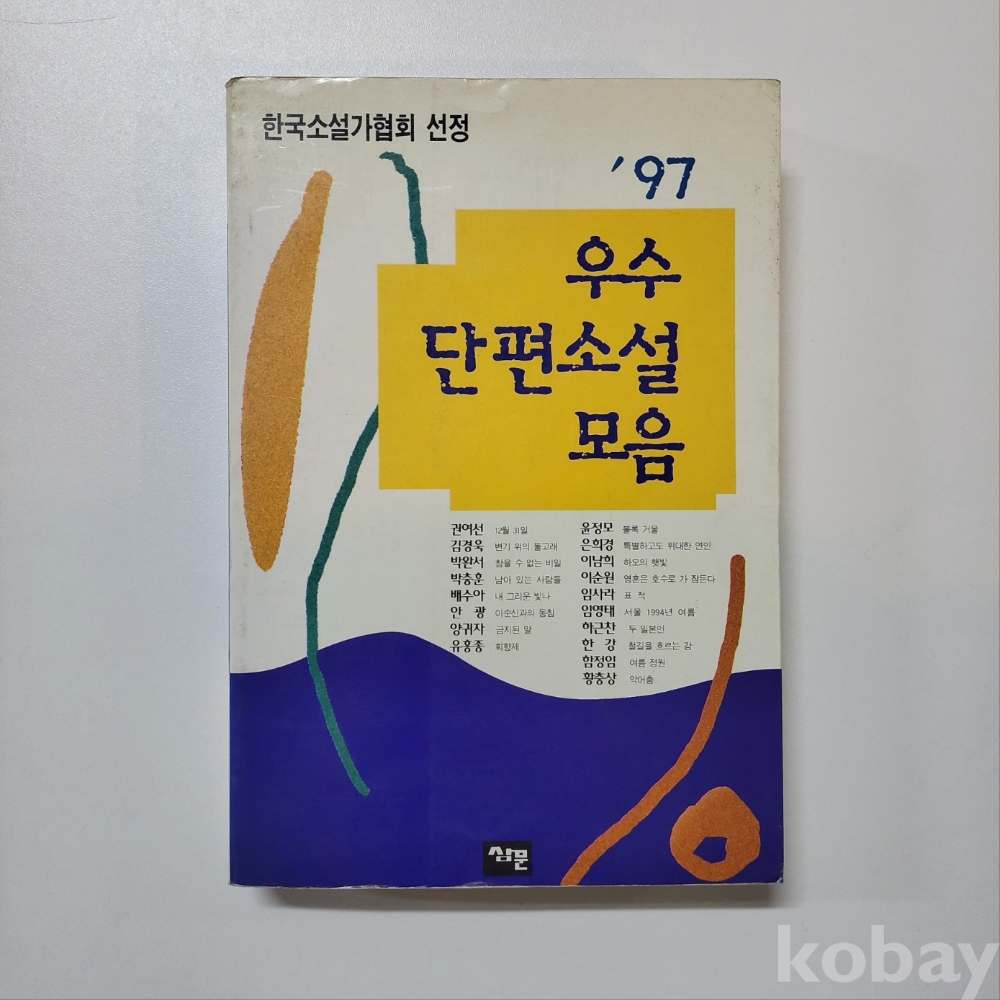 한국소설가협회 선정
'97
우수
단편소설
모음
권여선 12월 31일
김경욱 변기 위의 돌고래
박완서 참을 수 없는 비밀
박충훈 남아 있는 사람들
배수아 내 그리운 빛나
안 광 이순신과의 동침
양귀자 금지된 말
유홍종 회향제
윤정모 블록 거울
은희경 특별하고도 위대한 연인
이남희 하모의 햇빛
이순원 영혼은 호수로 가 잠든다
임사라 표 적
임영태 서울 1994년 여름
하근찬 두 일본인
한 강 철길을 흐르는 강
함정임 여름 정원
황충상 악어춤
삼문
kobay